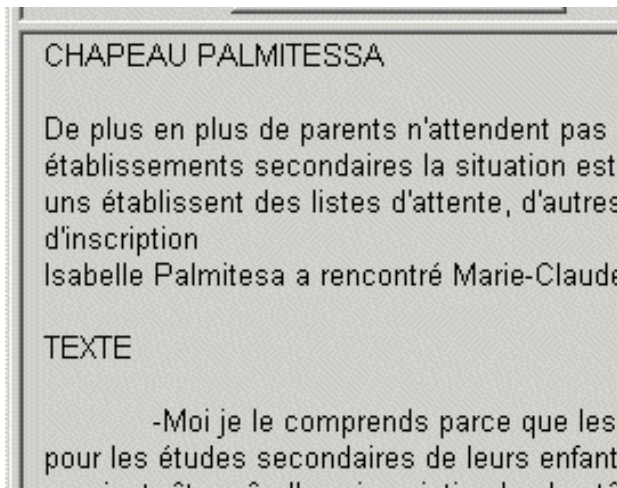 CHAPEAU PALMITESSA
De plus en plus de parents n'attendent pas
établissements secondaires la situation est
uns établissent des listes d'attente, d'autres
d'inscription
Isabelle Palmitesa a rencontré Marie-Claude
TEXTE
-Moi je le comprends parce que les
pour les études secondaires de leurs enfant